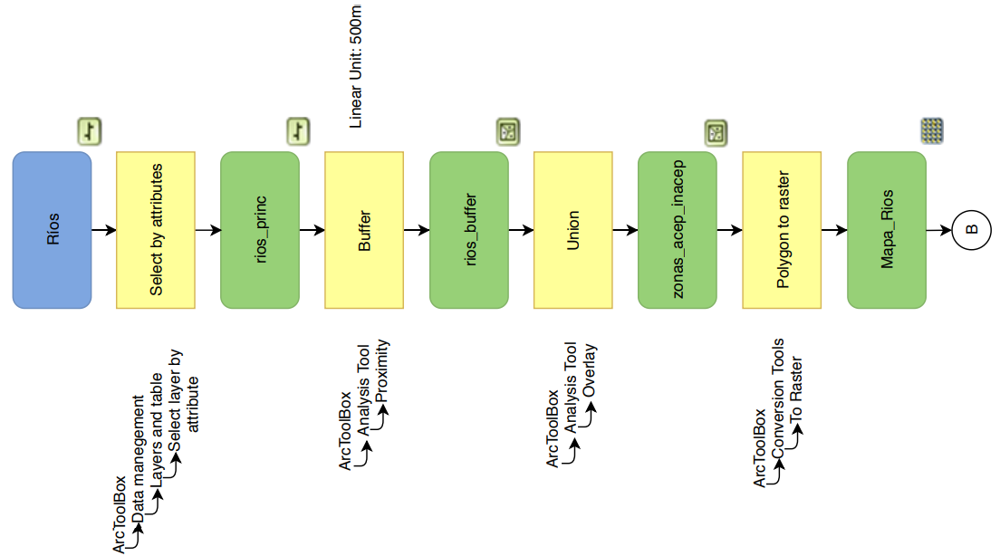 Ríos
Select by attributes
rios_princ
Buffer
rios_buffer
Union
zonas_acep_inacep
Polygon to raster
Mapa_Rios
B
Linear Unit: 500m
ArcToolBox
Data manegement
Layers and table
Select layer by
attribute
ArcToolBox
Analysis Tool
Proximity
ArcToolBox
Analysis Tool
Overlay
ArcToolBox
Conversion Tools
To Raster